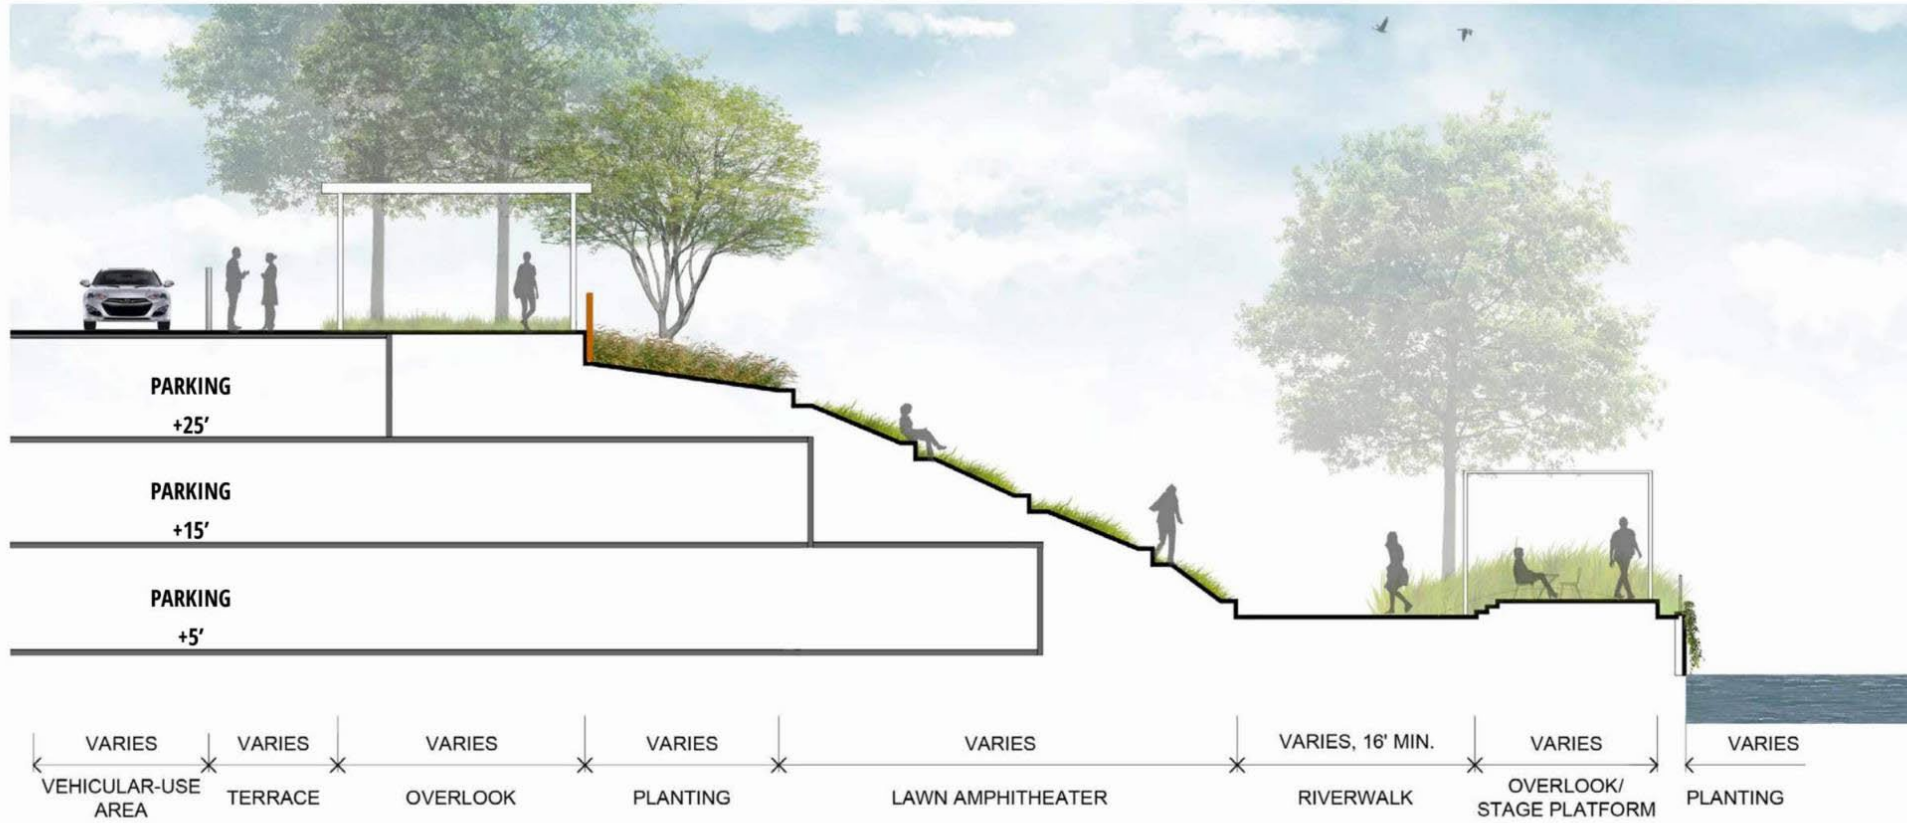 PARKING
+25′
PARKING
+15′
PARKING
+5′
VARIES
VARIES
VARIES
VARIES
VARIES
VARIES, 16' MIN.
VARIES
VARIES
VEHICULAR-USE
AREA
TERRACE
OVERLOOK
PLANTING
LAWN AMPHITHEATER
RIVERWALK
OVERLOOK/
STAGE PLATFORM
PLANTING